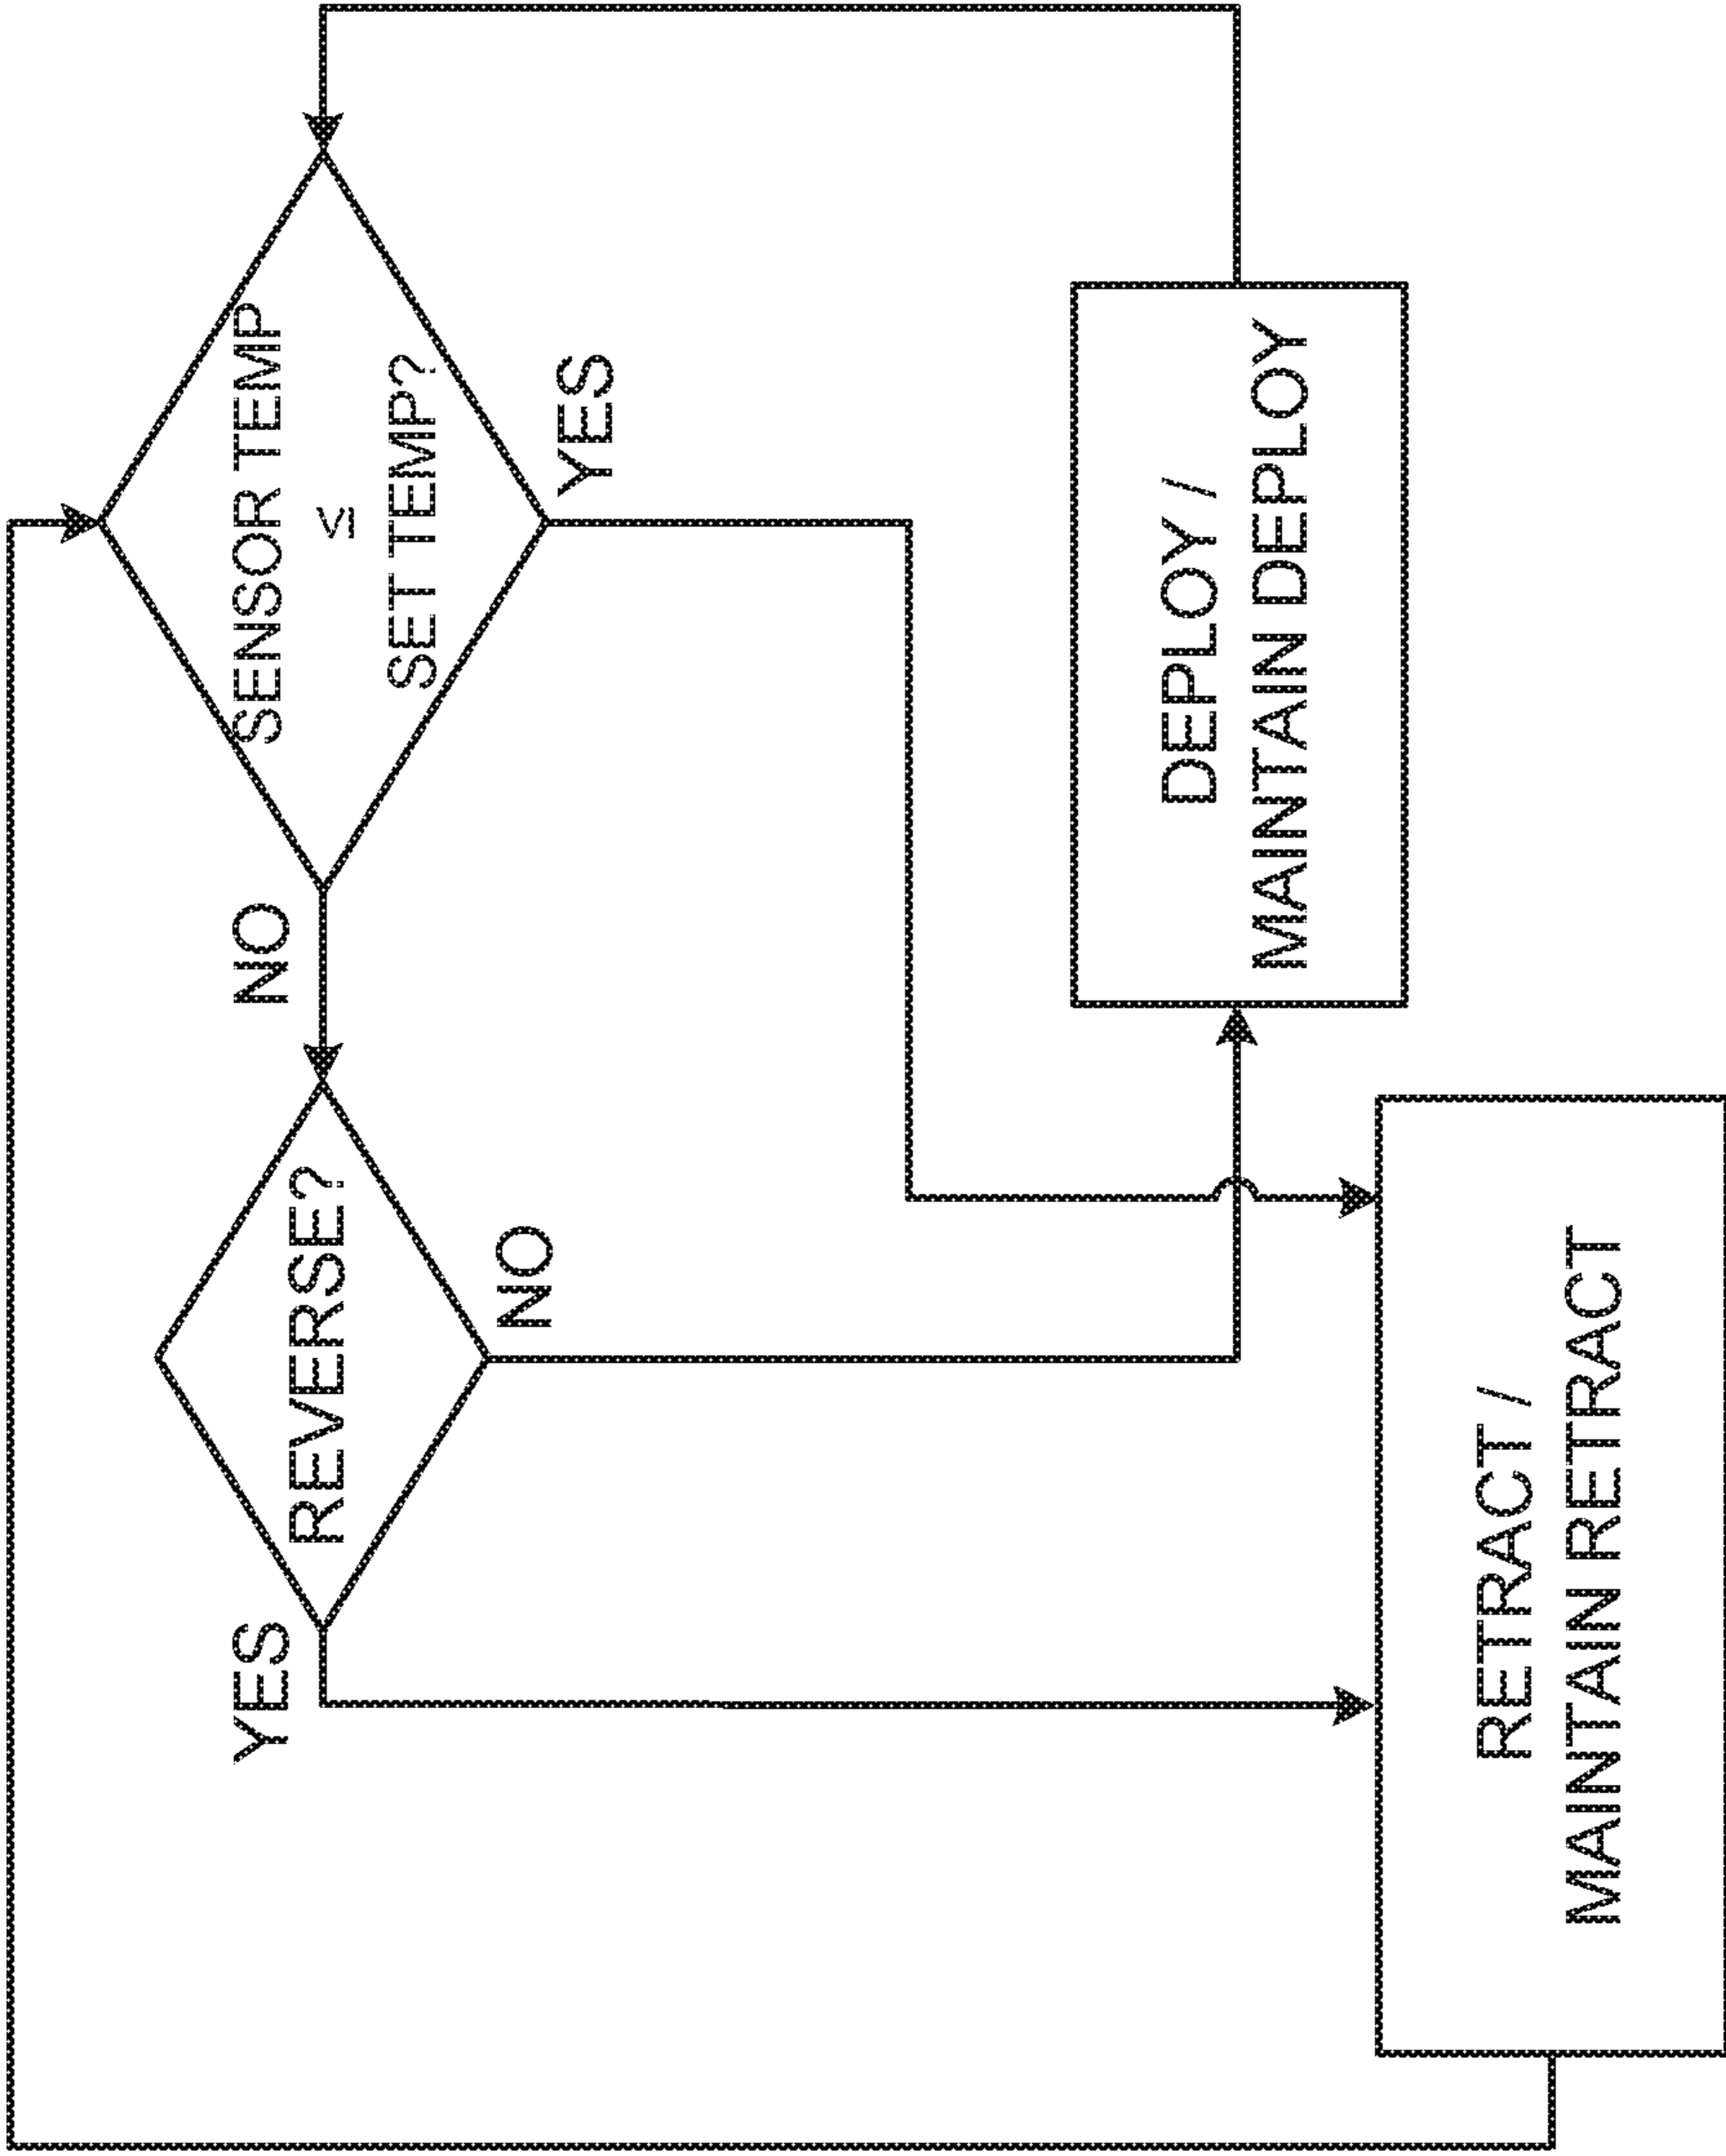 YES
REVERSE?
NO
SENSOR TEMP
≤
SET TEMP?
NO
YES
DEPLOY /
MAINTAIN DEPLOY
RETRACT /
MAINTAIN RETRACT